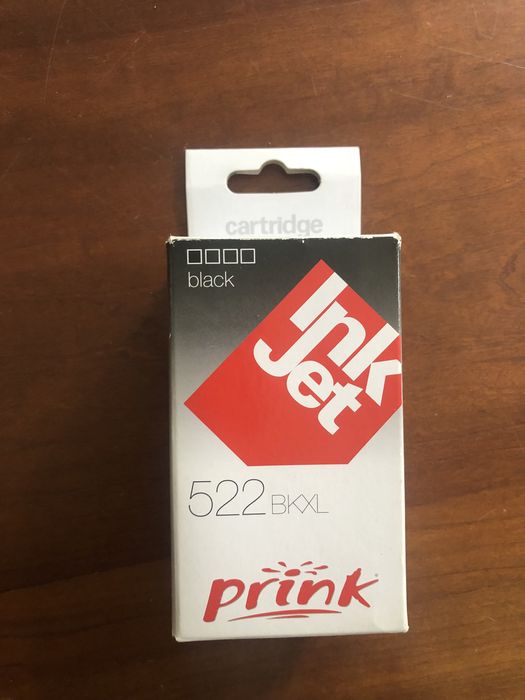 cartridge
black
Ink
Jet
522 BKXL
prink®